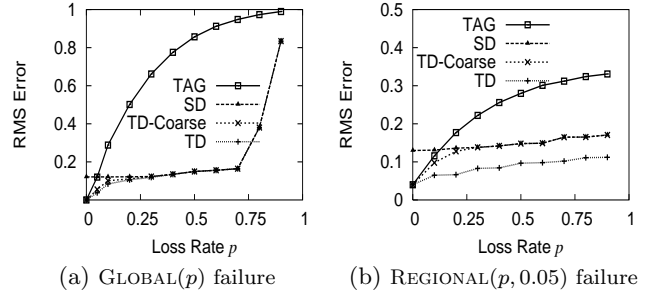 1
0.8
0.6
0.4
0.2
0 0.25 0.5 0.75 1
RMS Error
Loss Rate p
TAG
SD
TD-Coarse
TD
(a) GLOBAL(p) failure
0.5
0.4
0.3
0.2
0.1
0
0 0.25 0.5 0.75 1
RMS Error
Loss Rate p
TAG
SD
TD-Coarse
TD
(b) REGIONAL(p, 0.05) failure